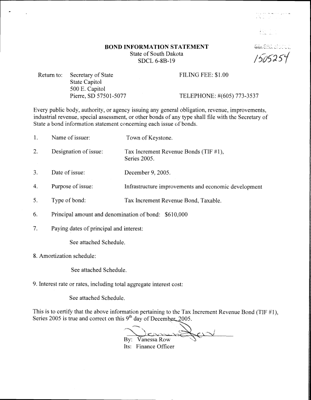 BOND INFORMATION STATEMENT
State of South Dakota
SDCL 6-8B-19
1505254
Return to: Secretary of State FILING FEE: $1.00
State Capitol
500 E. Capitol
Pierre, SD 57501-5077 TELEPHONE: #(605) 773-3537
Every public body, authority, or agency issuing any general obligation, revenue, improvements,
industrial revenue, special assessment, or other bonds of any type shall file with the Secretary of
State a bond information statement concerning each issue of bonds.
1. Name of issuer: Town of Keystone.
2. Designation of issue: Tax Increment Revenue Bonds (TIF #1),
Series 2005.
3. Date of issue: December 9, 2005.
4. Purpose of issue: Infrastructure improvements and economic development
5. Type of bond: Tax Increment Revenue Bond, Taxable.
6. Principal amount and denomination of bond: $610,000
7. Paying dates of principal and interest:
See attached Schedule.
8. Amortization schedule:
See attached Schedule.
9. Interest rate or rates, including total aggregate interest cost:
See attached Schedule.
This is to certify that the above information pertaining to the Tax Increment Revenue Bond (TIF #1),
Series 2005 is true and correct on this 9th day of December, 2005.
By: Vanessa Row
Its: Finance Officer